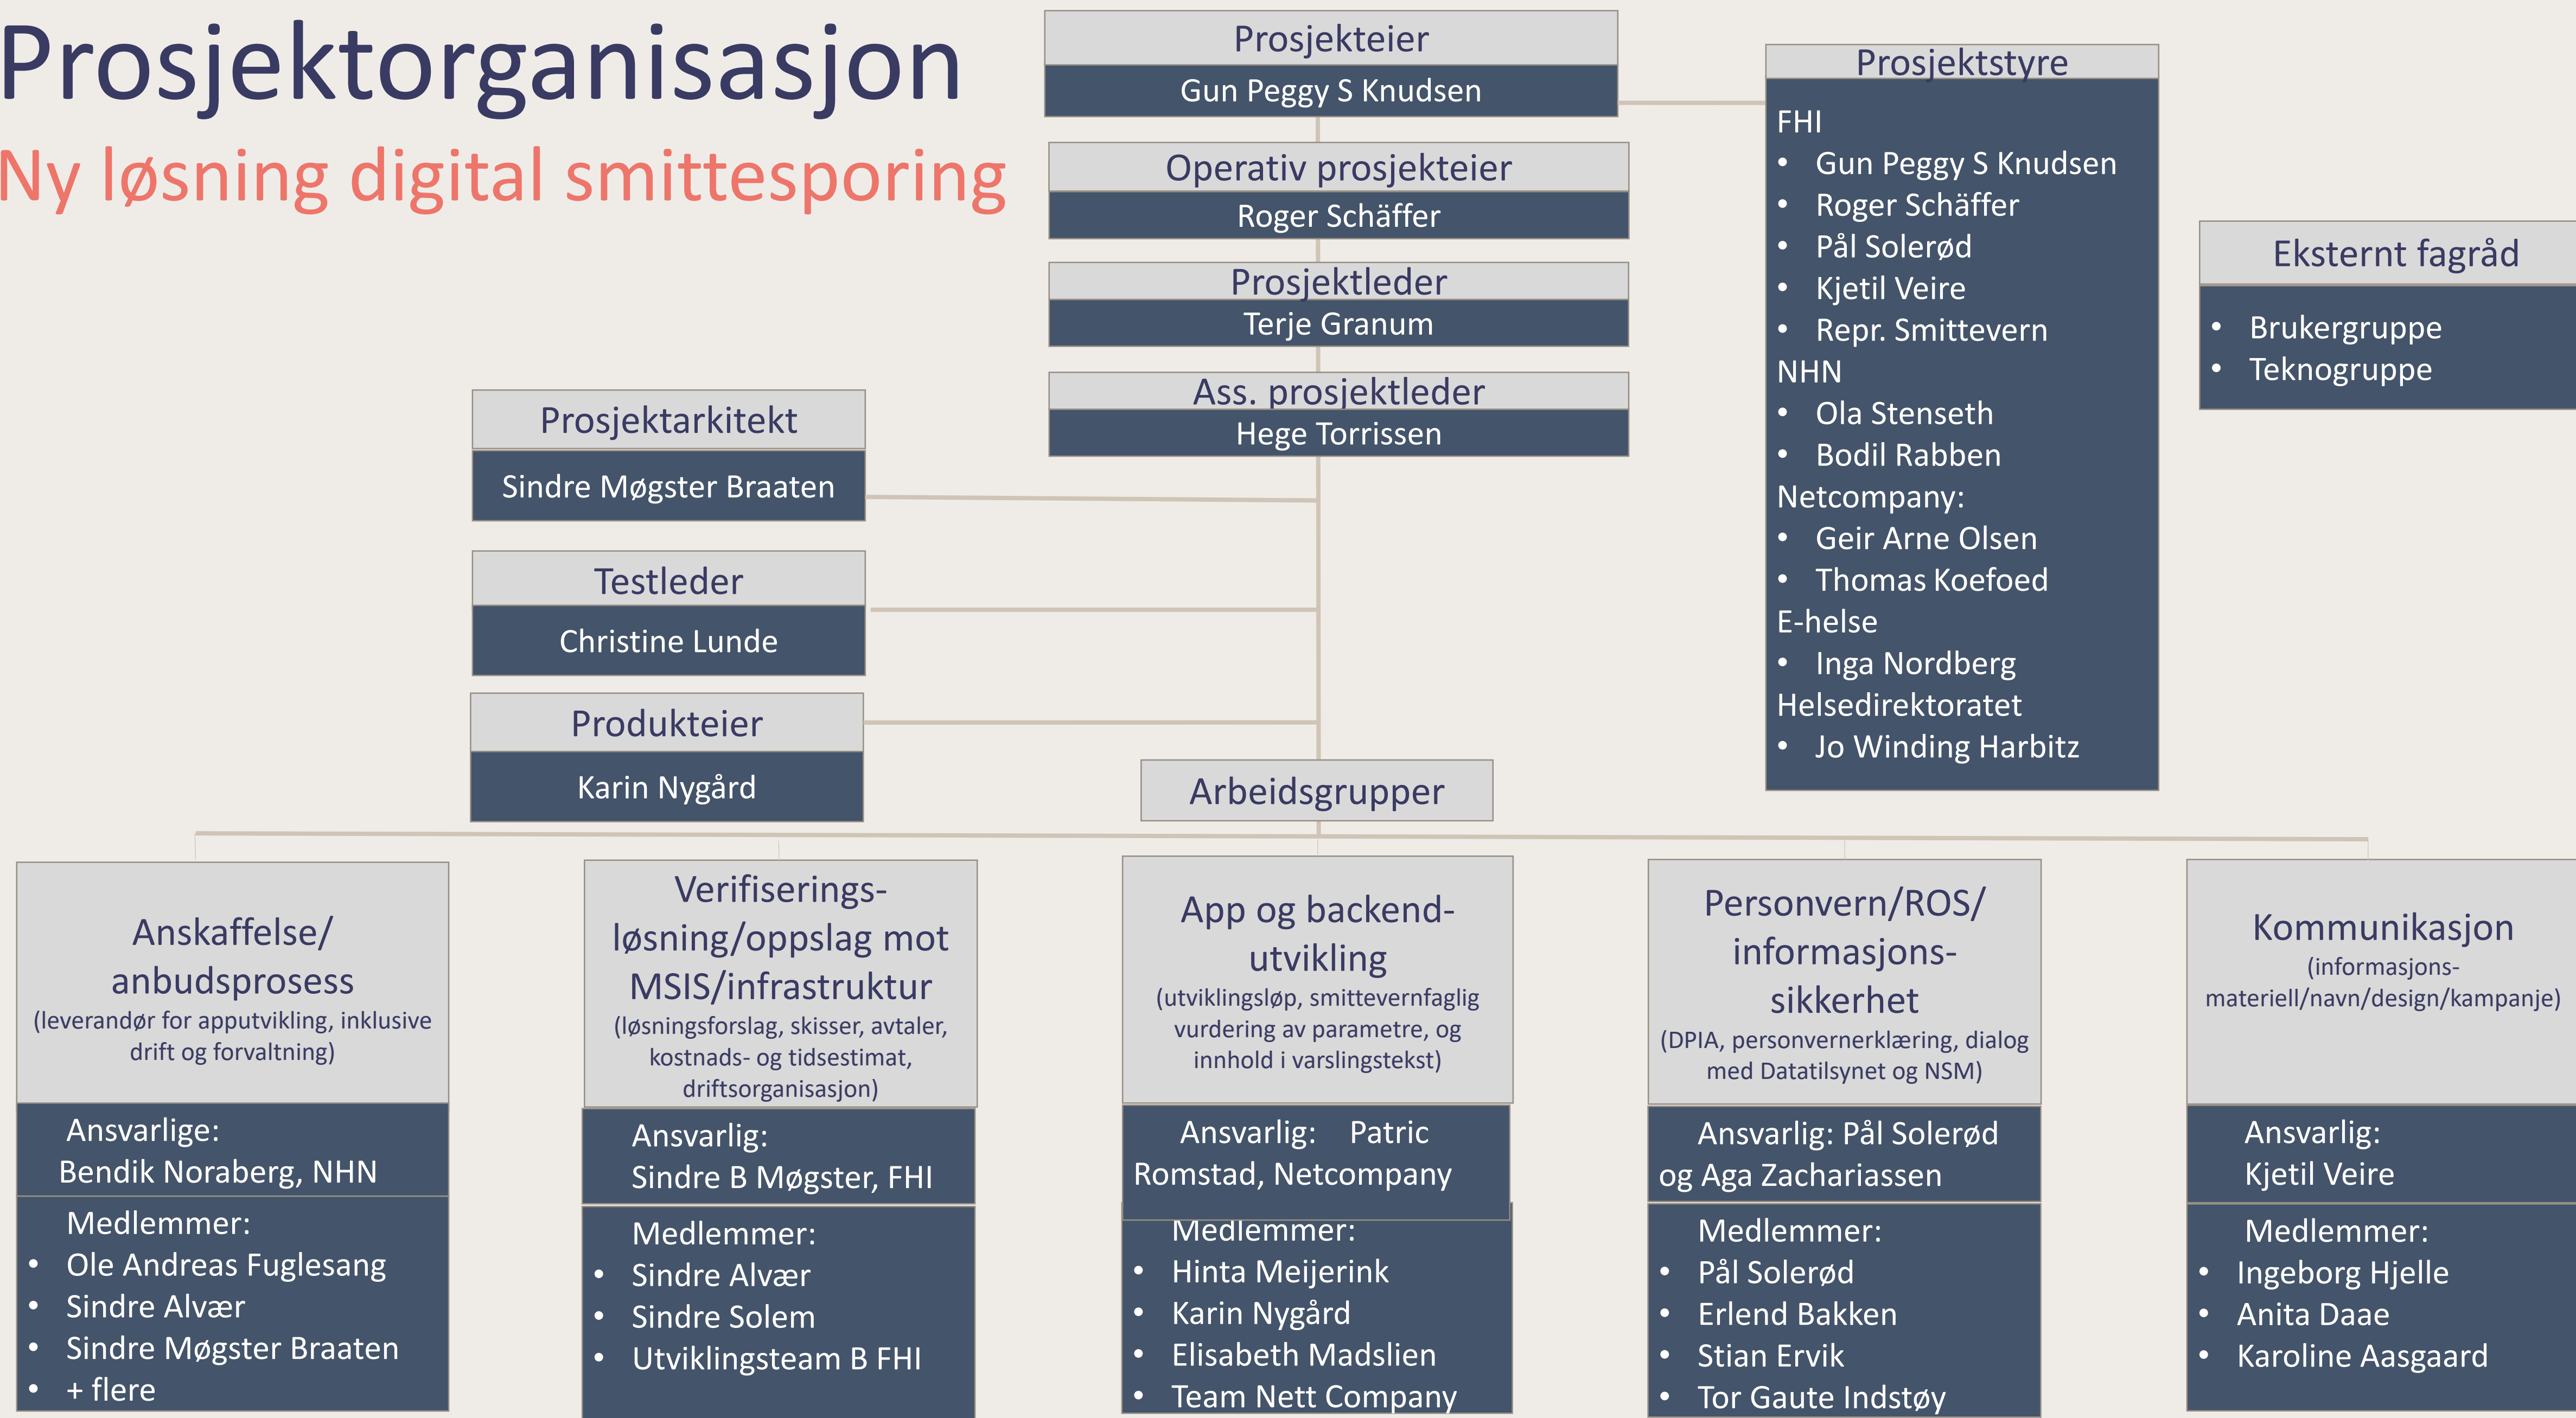 Prosjektorganisasjon
Ny løsning digital smittesporing
Prosjekteier
Gun Peggy S Knudsen
Operativ prosjekteier
Roger Schäffer
Prosjektleder
Terje Granum
Ass. prosjektleder
Hege Torrissen
Prosjektstyre
FHI
• Gun Peggy S Knudsen
• Roger Schäffer
• Pål Solerød
• Kjetil Veire
• Repr. Smittevern
NHN
• Ola Stenseth
• Bodil Rabben
Netcompany:
• Geir Arne Olsen
• Thomas Koefoed
E-helse
• Inga Nordberg
Helsedirektoratet
• Jo Winding Harbitz
Eksternt fagråd
• Brukergruppe
• Teknogruppe
Prosjektarkitekt
Sindre Møgster Braaten
Testleder
Christine Lunde
Produkteier
Karin Nygård
Arbeidsgrupper
Anskaffelse/
anbudsprosess
(leverandør for apputvikling, inklusive
drift og forvaltning)
Ansvarlige:
Bendik Noraberg, NHN
Medlemmer:
• Ole Andreas Fuglesang
• Sindre Alvær
• Sindre Møgster Braaten
• + flere
Verifiserings-
løsning/oppslag mot
MSIS/infrastruktur
(løsningsforslag, skisser, avtaler,
kostnads- og tidsestimat,
driftsorganisasjon)
Ansvarlig:
Sindre B Møgster, FHI
Medlemmer:
• Sindre Alvær
• Sindre Solem
• Utviklingsteam B FHI
App og backend-
utvikling
(utviklingsløp, smittevernfaglig
vurdering av parametre, og
innhold i varslingstekst)
Ansvarlig: Patric
Romstad, Netcompany
Medlemmer:
• Hinta Meijerink
• Karin Nygård
• Elisabeth Madslien
• Team Nett Company
Personvern/ROS/
informasjons-
sikkerhet
(DPIA, personvernerklæring, dialog
med Datatilsynet og NSM)
Ansvarlig: Pål Solerød
og Aga Zachariassen
Medlemmer:
• Pål Solerød
• Erlend Bakken
• Stian Ervik
• Tor Gaute Indstøy
Kommunikasjon
(informasjons-
materiell/navn/design/kampanje)
Ansvarlig:
Kjetil Veire
Medlemmer:
• Ingeborg Hjelle
• Anita Daae
• Karoline Aasgaard